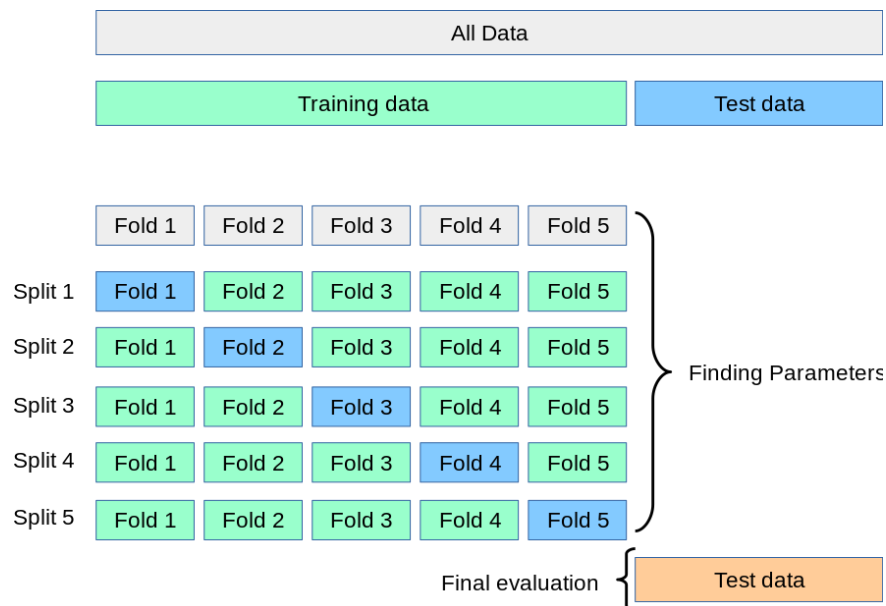 All Data
Training data Test data
Fold 1 Fold 2 Fold 3 Fold 4 Fold 5
Split 1 Fold 1 Fold 2 Fold 3 Fold 4 Fold 5
Split 2 Fold 1 Fold 2 Fold 3 Fold 4 Fold 5
Finding Parameters
Split 3 Fold 1 Fold 2 Fold 3 Fold 4 Fold 5
Split 4 Fold 1 Fold 2 Fold 3 Fold 4 Fold 5
Split 5 Fold 1 Fold 2 Fold 3 Fold 4 Fold 5
Final evaluation Test data